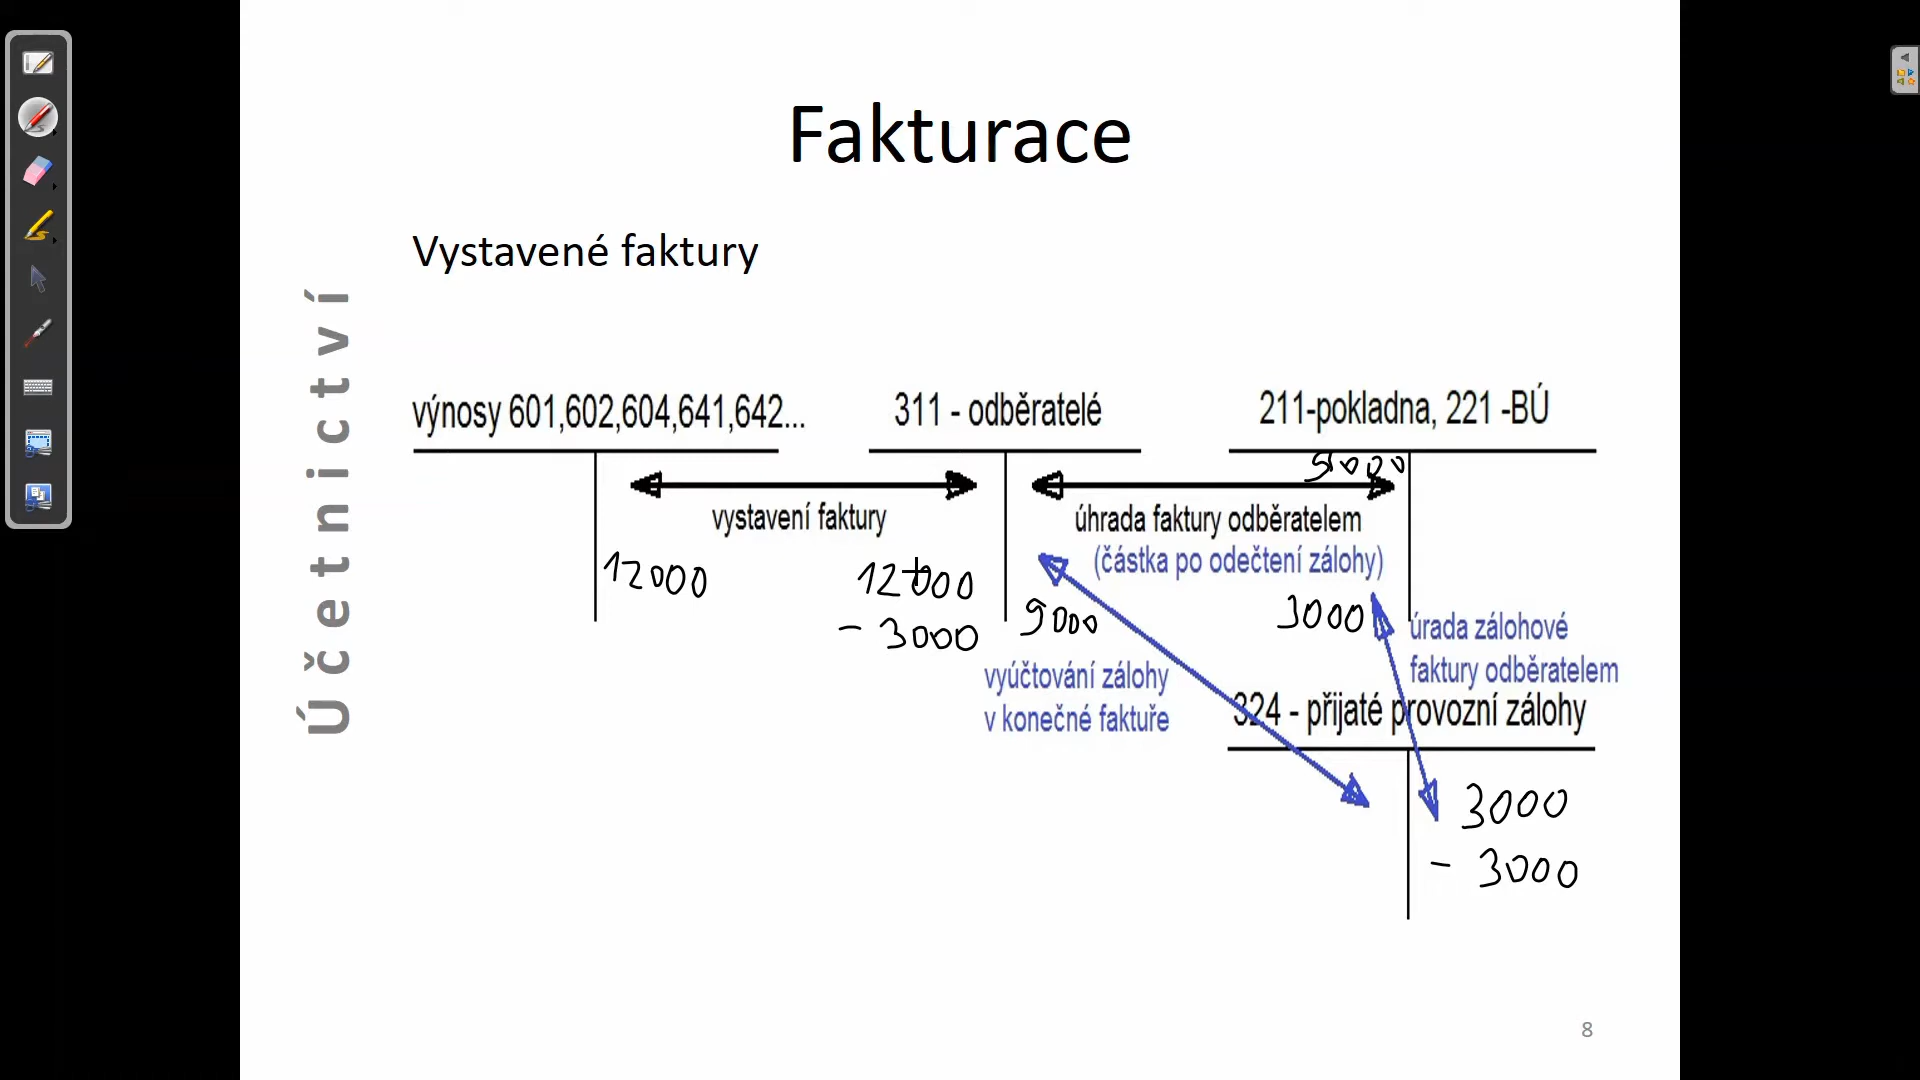 Fakturace
Vystavené faktury
Účetnictví
výnosy 601,602,604,641,642...
311 - odběratelé
211-pokladna, 221 -BÚ
9000
vystavení faktury
úhrada faktury odběratelem
(částka po odečtení zálohy)
12000
12000
- 3000
9000
3000
úrada zálohové
faktury odběratelem
vyúčtování zálohy
v konečné faktuře
324 - přijaté provozní zálohy
3000
- 3000
8